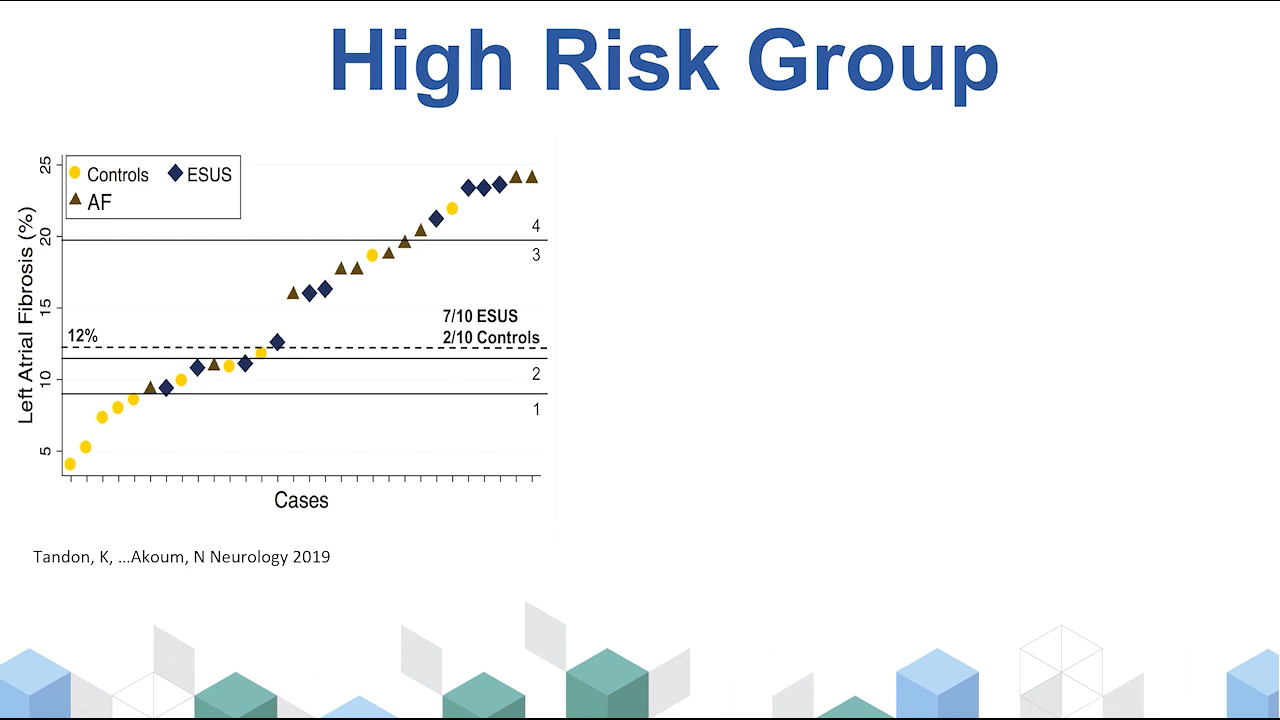 High Risk Group
Controls
ESUS
AF
Left Atrial Fibrosis (%)
25
20
15
10
5
4
3
12%
7/10 ESUS
2/10 Controls
2
1
Cases
Tandon, K, ...Akoum, N Neurology 2019